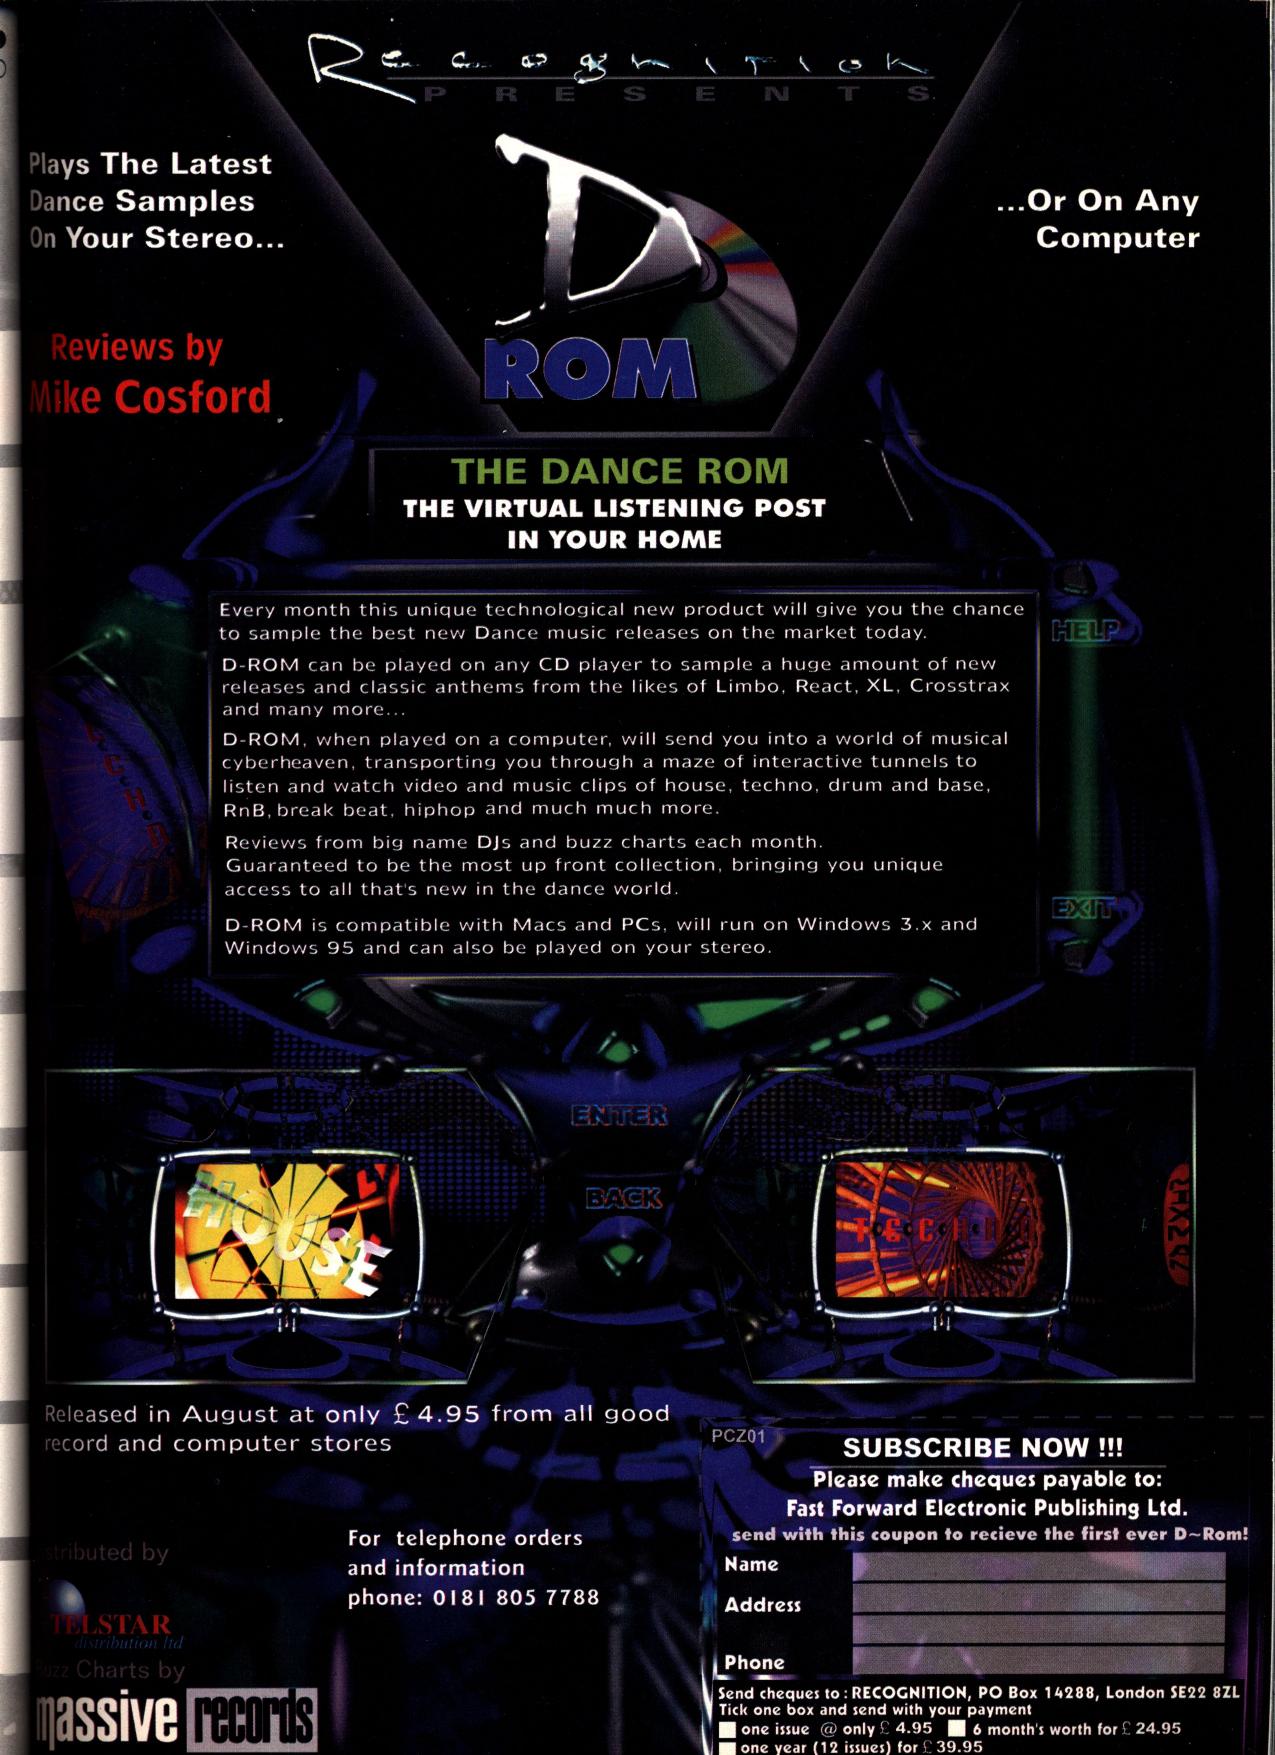 Recognition
PRESENTS
Plays The Latest
Dance Samples
On Your Stereo...
...Or On Any
Computer
D
ROM
Reviews by
Mike Cosford
THE DANCE ROM
THE VIRTUAL LISTENING POST
IN YOUR HOME
Every month this unique technological new product will give you the chance
to sample the best new Dance music releases on the market today.
D-ROM can be played on any CD player to sample a huge amount of new
releases and classic anthems from the likes of Limbo, React, XL, Crosstrax
and many more...
D-ROM, when played on a computer, will send you into a world of musical
cyberheaven, transporting you through a maze of interactive tunnels to
listen and watch video and music clips of house, techno, drum and base,
RnB, break beat, hiphop and much much more.
Reviews from big name DJs and buzz charts each month.
Guaranteed to be the most up front collection, bringing you unique
access to all that's new in the dance world.
D-ROM is compatible with Macs and PCs, will run on Windows 3.x and
Windows 95 and can also be played on your stereo.
HELP
EXIT
ENTER
BACK
HOUSE
TECHNO
Released in August at only £4.95 from all good
record and computer stores
For telephone orders
and information
phone: 0181 805 7788
stributed by
TELSTAR
distribution ltd
uzz Charts by
massive records
PCZ01
SUBSCRIBE NOW !!!
Please make cheques payable to:
Fast Forward Electronic Publishing Ltd.
send with this coupon to recieve the first ever D~Rom!
Name
Address
Phone
Send cheques to : RECOGNITION, PO Box 14288, London SE22 8ZL
Tick one box and send with your payment
one issue @ only £ 4.95 6 month's worth for £ 24.95
one year (12 issues) for £ 39.95